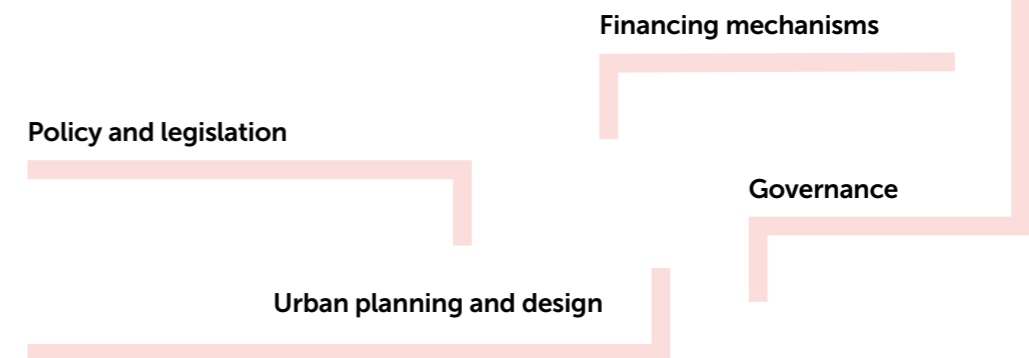 Financing mechanisms
Policy and legislation
Governance
Urban planning and design